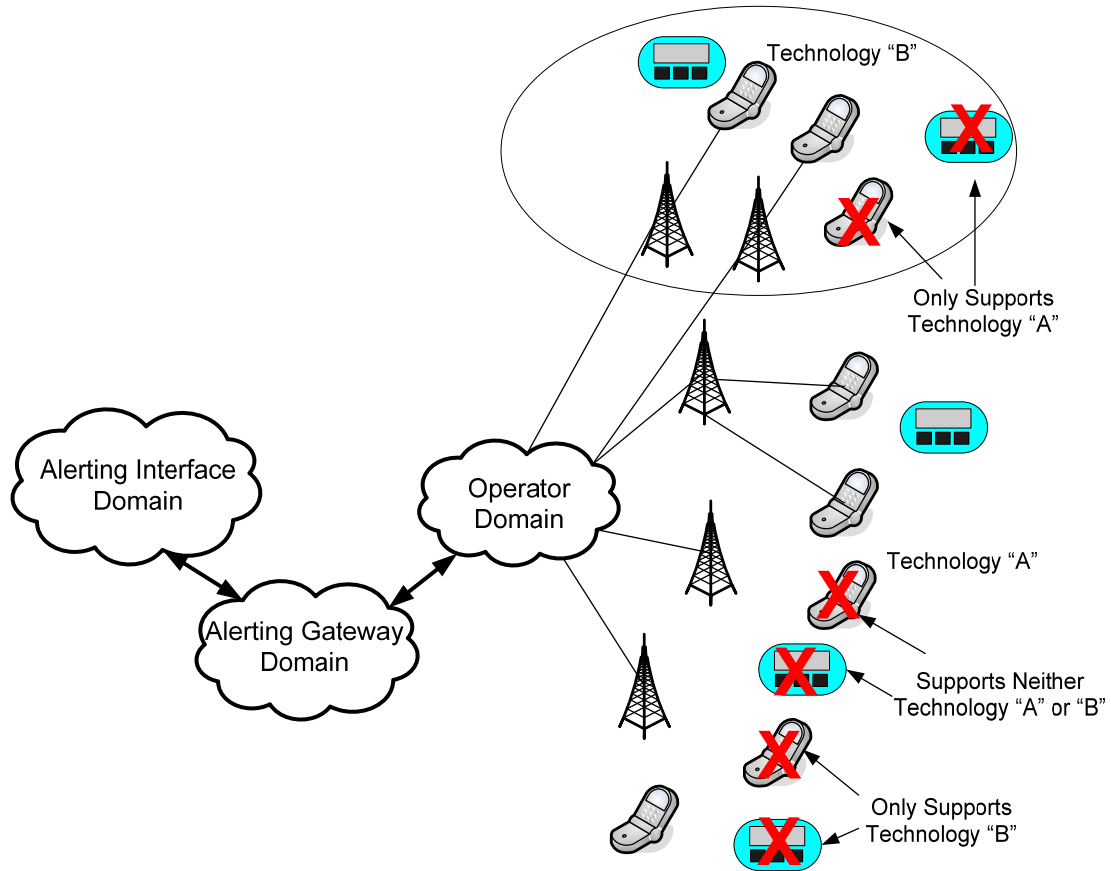 Technology “B”
Only Supports
Technology “A”
Alerting Interface
Domain
Operator
Domain
Technology “A”
Alerting Gateway
Domain
Supports Neither
Technology “A” or “B”
Only Supports
Technology “B”